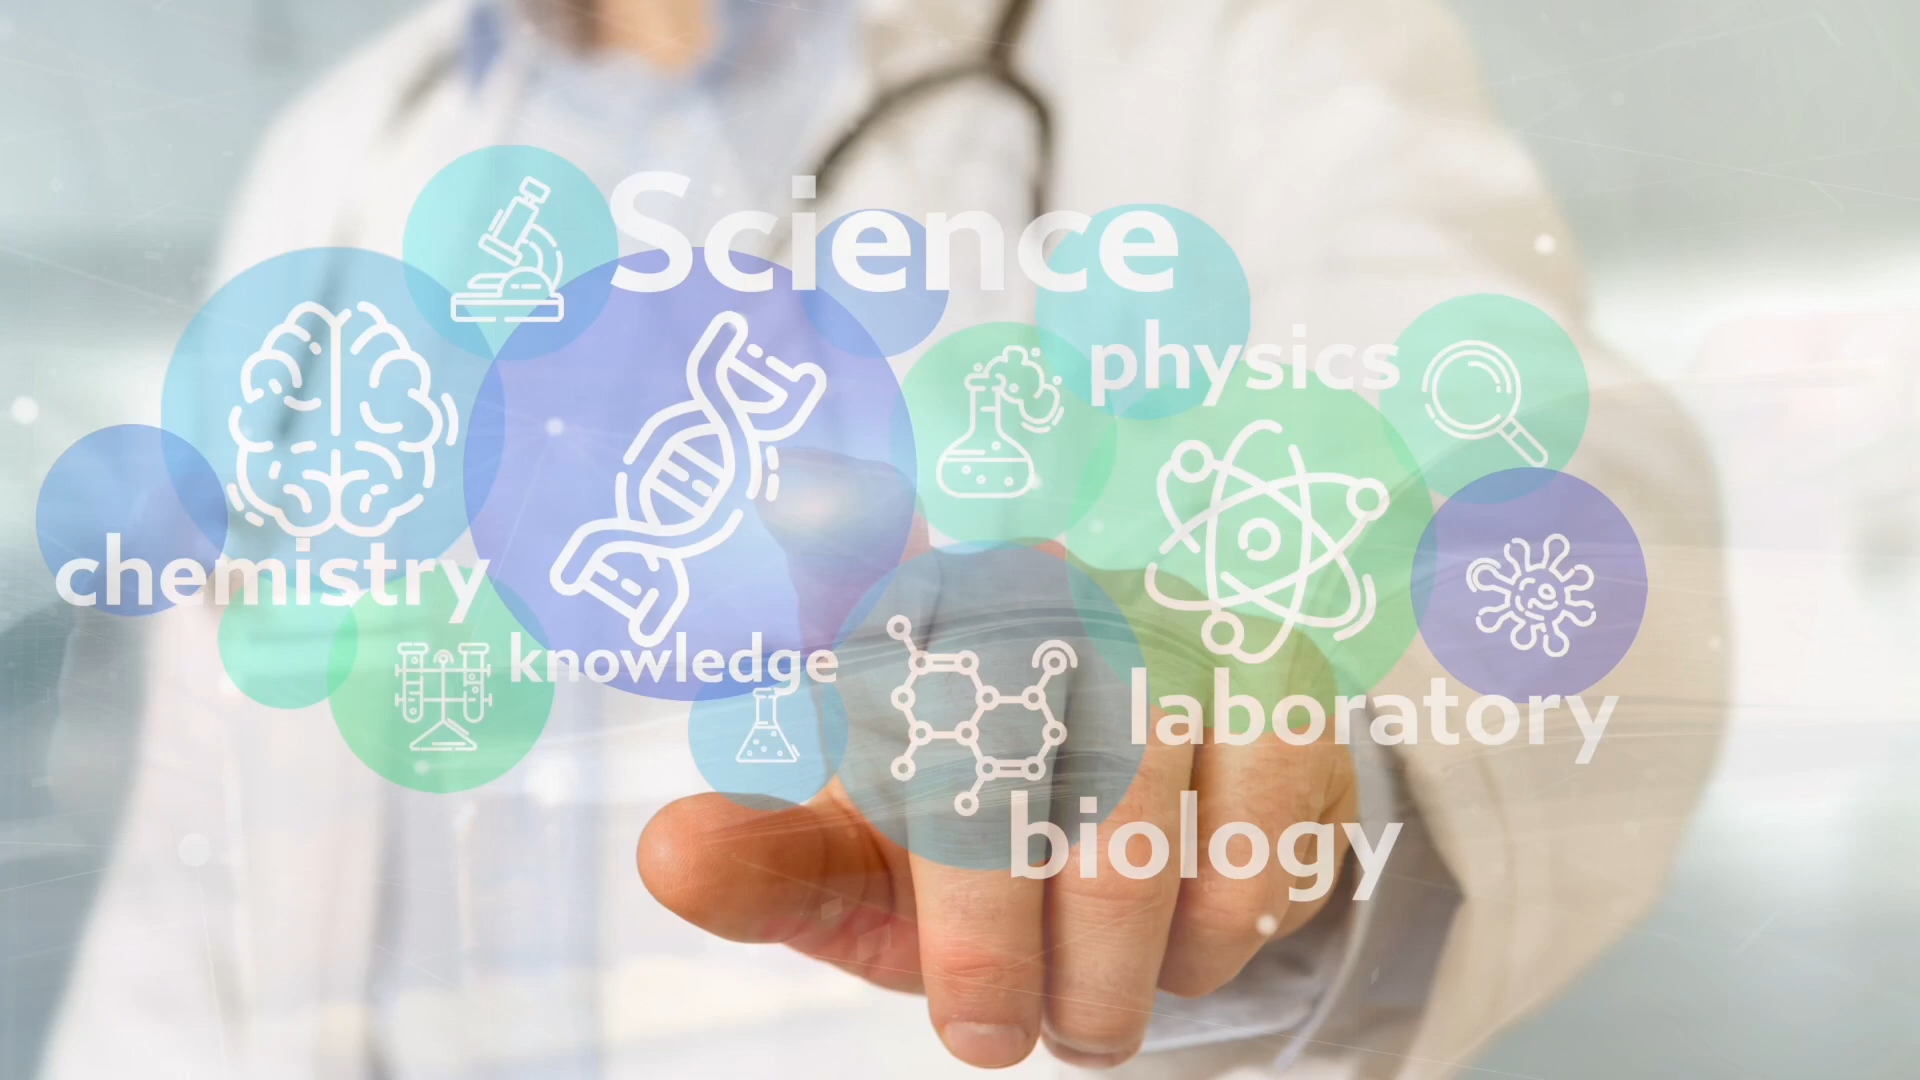 Science
physics
chemistry
knowledge
laboratory
biology